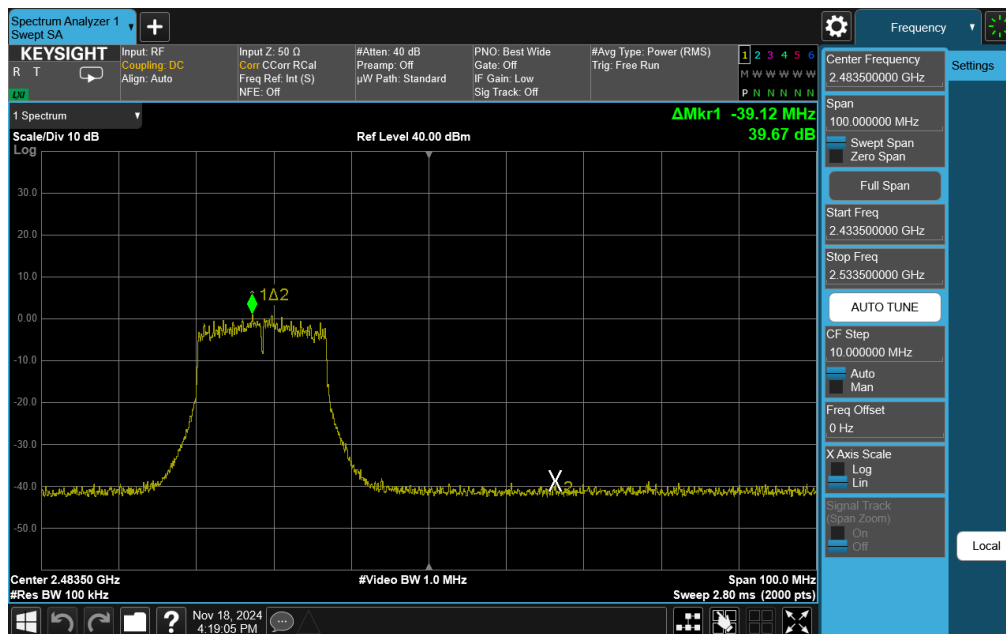 Spectrum Analyzer 1
Swept SA
KEYSIGHT
R T
LXI
Input: RF
Coupling: DC
Align: Auto
Input Z: 50 Ω
Corr CCorr RCal
Freq Ref: Int (S)
NFE: Off
#Atten: 40 dB
Preamp: Off
µW Path: Standard
PNO: Best Wide
Gate: Off
IF Gain: Low
Sig Track: Off
#Avg Type: Power (RMS)
Trig: Free Run
1 2 3 4 5 6
M W W W W W
P N N N N N
1 Spectrum
ΔMkr1 -39.12 MHz
39.67 dB
Scale/Div 10 dB
Ref Level 40.00 dBm
Log
30.0
20.0
10.0
0.00
-10.0
-20.0
-30.0
-40.0
-50.0
1Δ2
X2
Center 2.48350 GHz
#Video BW 1.0 MHz
Span 100.0 MHz
#Res BW 100 kHz
Sweep 2.80 ms (2000 pts)
?
Nov 18, 2024
4:19:05 PM
Frequency
Settings
Center Frequency
2.483500000 GHz
Span
100.000000 MHz
Swept Span
Zero Span
Full Span
Start Freq
2.433500000 GHz
Stop Freq
2.533500000 GHz
AUTO TUNE
CF Step
10.000000 MHz
Auto
Man
Freq Offset
0 Hz
X Axis Scale
Log
Lin
Signal Track
(Span Zoom)
On
Off
Local